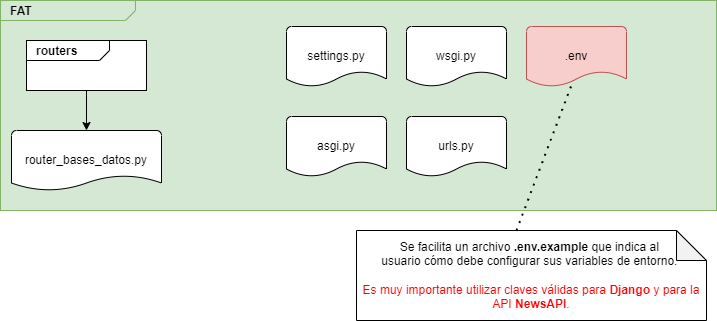 FAT
routers
settings.py
wsgi.py
.env
router_bases_datos.py
asgi.py
urls.py
Se facilita un archivo .env.example que indica al
usuario cómo debe configurar sus variables de entorno.
Es muy importante utilizar claves válidas para Django y para la
API NewsAPI.